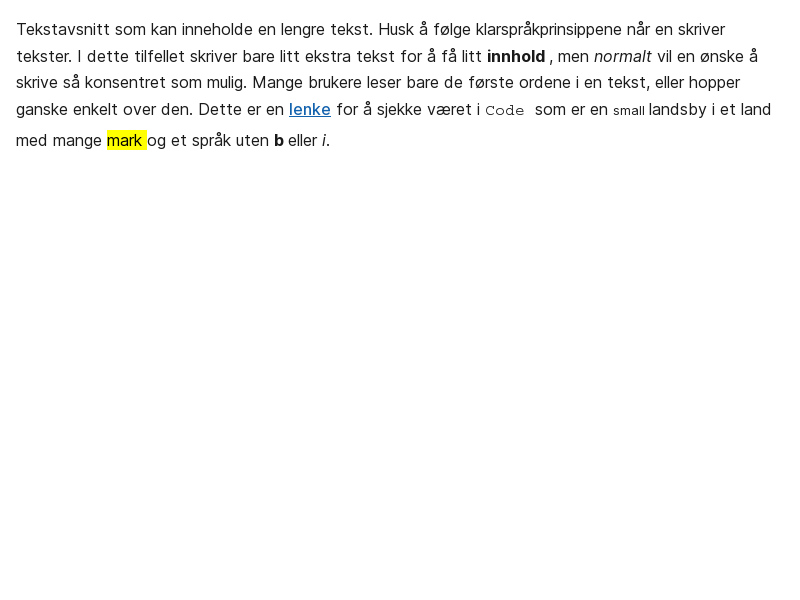 Tekstavsnitt som kan inneholde en lengre tekst. Husk å følge klarspråkprinsippene når en skriver
tekster. I dette tilfellet skriver bare litt ekstra tekst for å få litt innhold , men normalt vil en ønske å
skrive så konsentret som mulig. Mange brukere leser bare de første ordene i en tekst, eller hopper
ganske enkelt over den. Dette er en lenke for å sjekke været i Code som er en small landsby i et land
med mange mark og et språk uten b eller i.